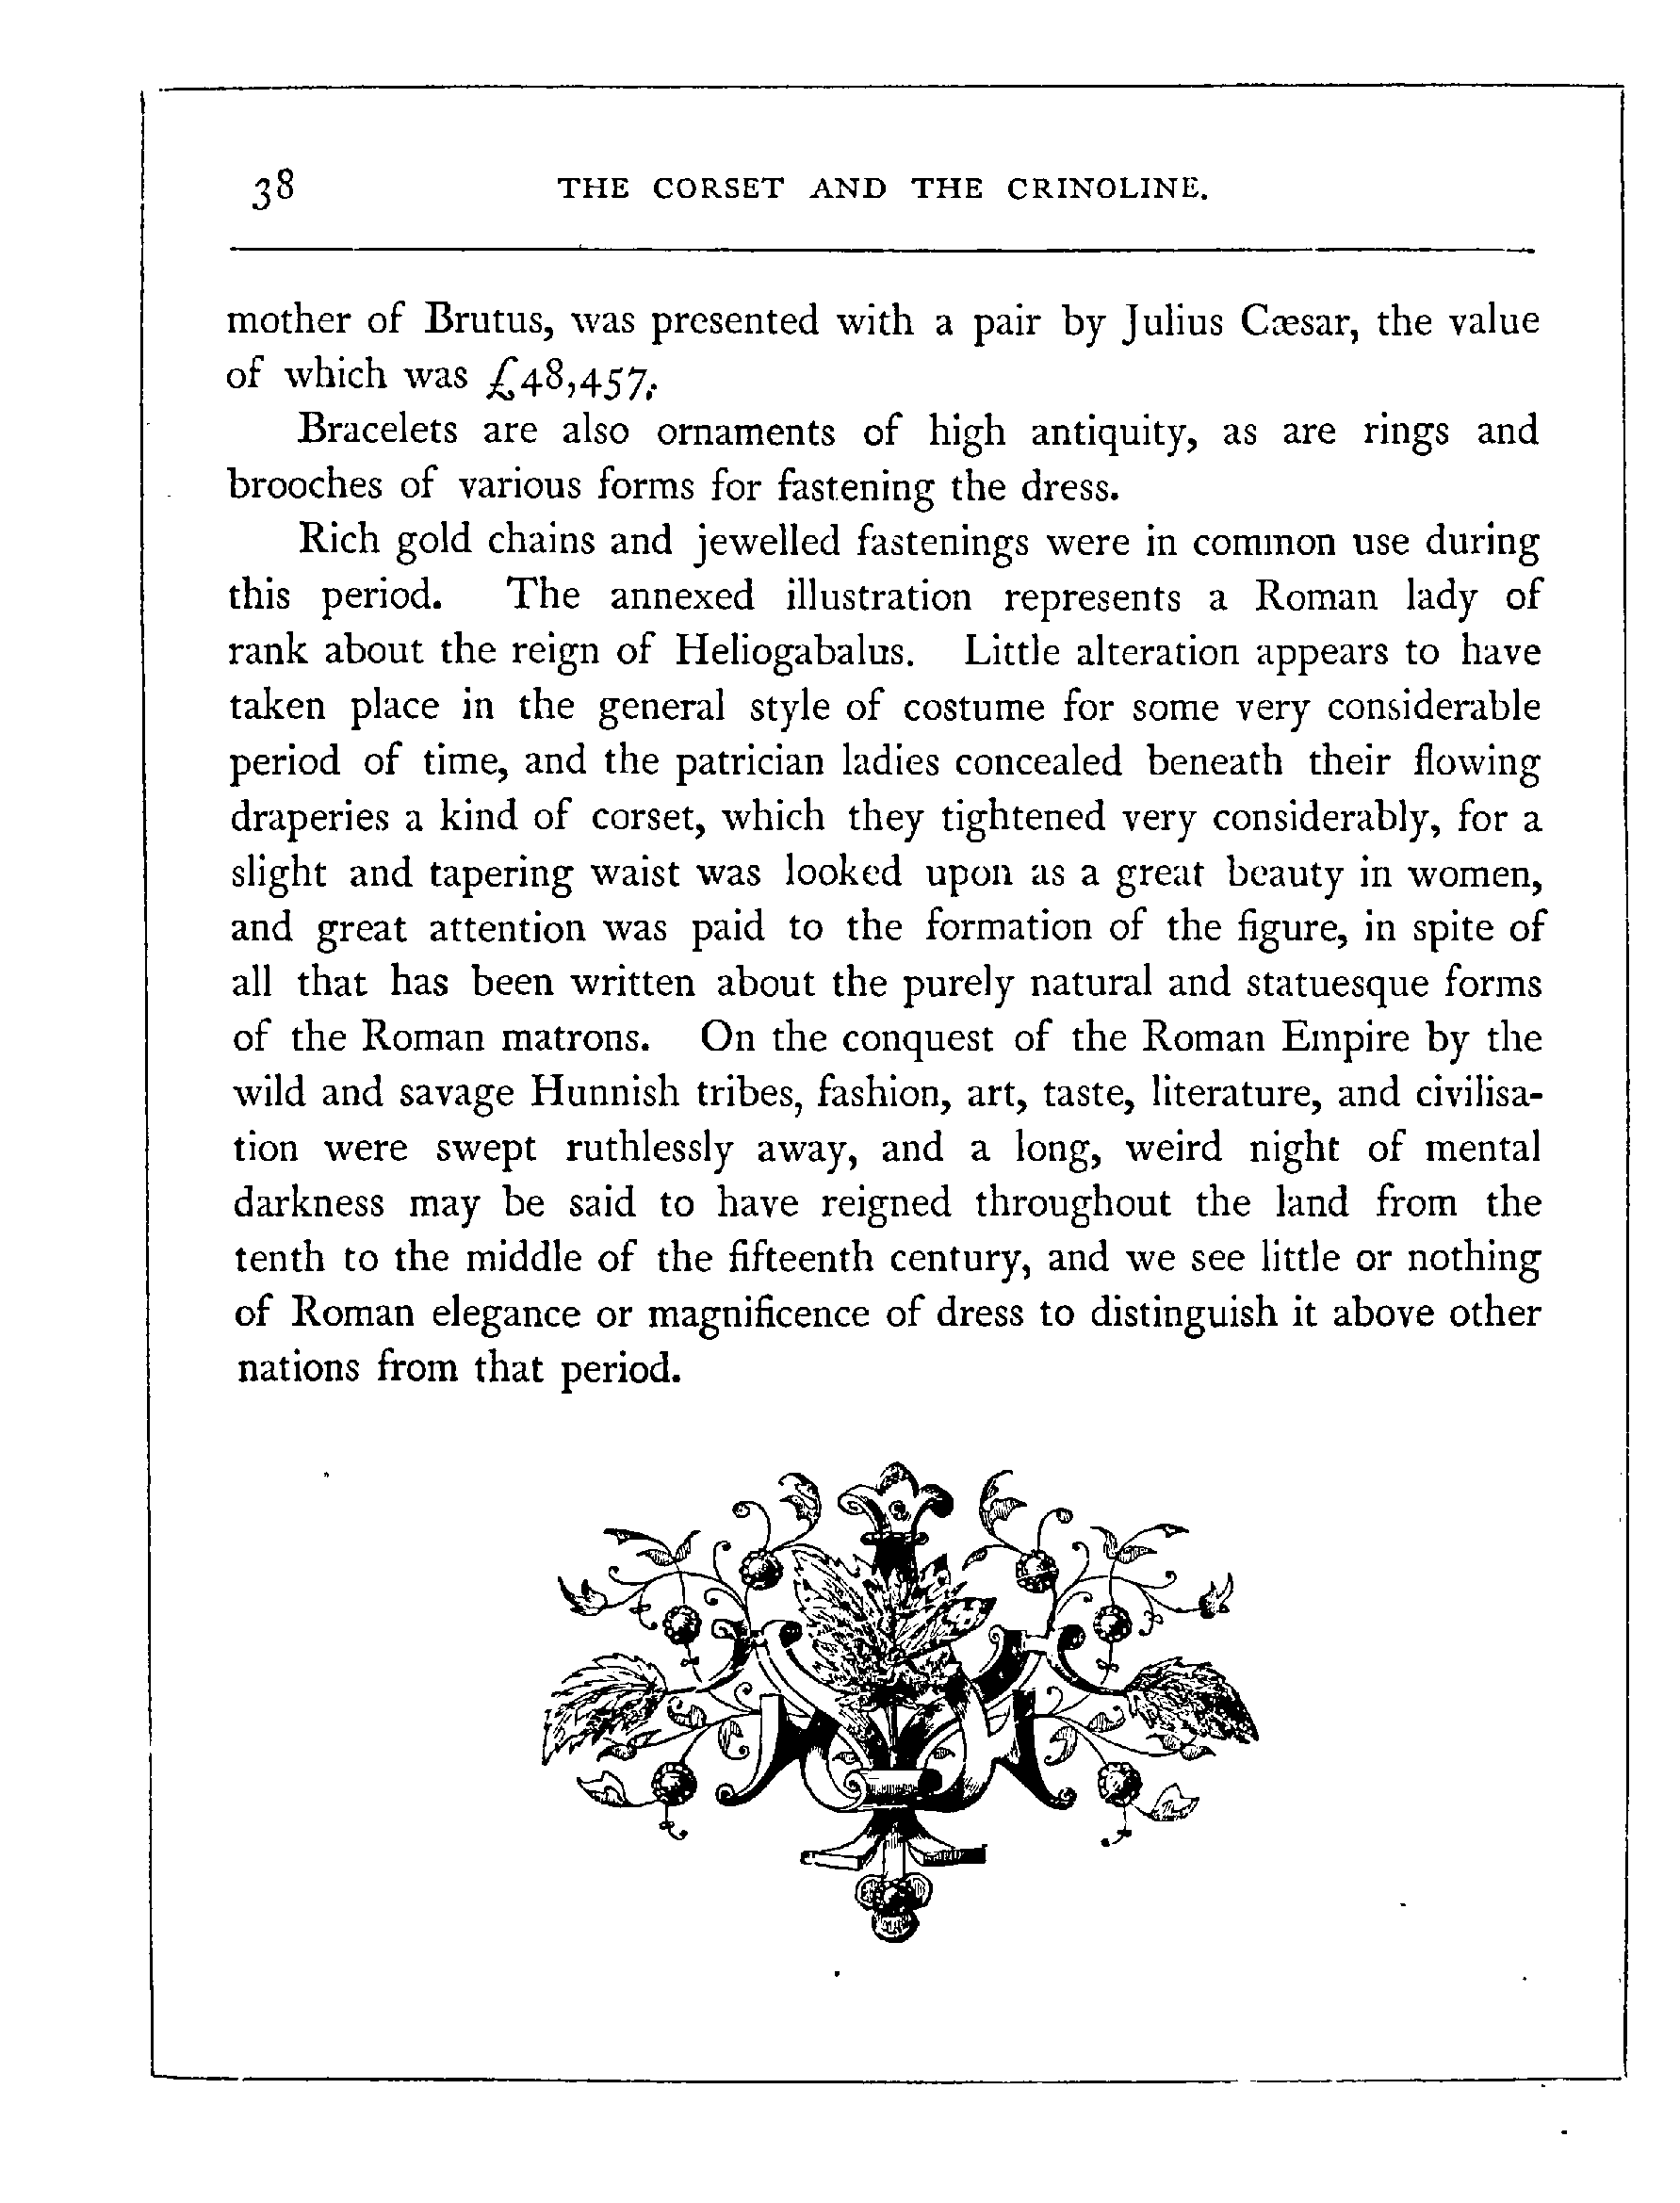 38 THE CORSET AND THE CRINOLINE.
mother of Brutus, was presented with a pair by Julius Cæsar, the value
of which was £48,457.
Bracelets are also ornaments of high antiquity, as are rings and
brooches of various forms for fastening the dress.
Rich gold chains and jewelled fastenings were in common use during
this period. The annexed illustration represents a Roman lady of
rank about the reign of Heliogabalus. Little alteration appears to have
taken place in the general style of costume for some very considerable
period of time, and the patrician ladies concealed beneath their flowing
draperies a kind of corset, which they tightened very considerably, for a
slight and tapering waist was looked upon as a great beauty in women,
and great attention was paid to the formation of the figure, in spite of
all that has been written about the purely natural and statuesque forms
of the Roman matrons. On the conquest of the Roman Empire by the
wild and savage Hunnish tribes, fashion, art, taste, literature, and civilisa-
tion were swept ruthlessly away, and a long, weird night of mental
darkness may be said to have reigned throughout the land from the
tenth to the middle of the fifteenth century, and we see little or nothing
of Roman elegance or magnificence of dress to distinguish it above other
nations from that period.